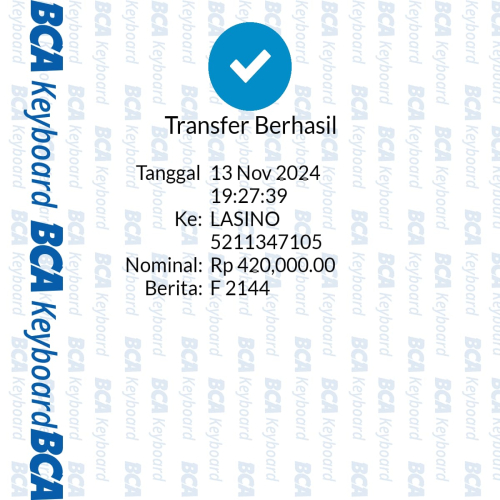 BCA Keyboard BCA Keyboard BCA
Transfer Berhasil
Tanggal 13 Nov 2024
19:27:39
Ke: LASINO
5211347105
Nominal: Rp 420,000.00
Berita: F 2144